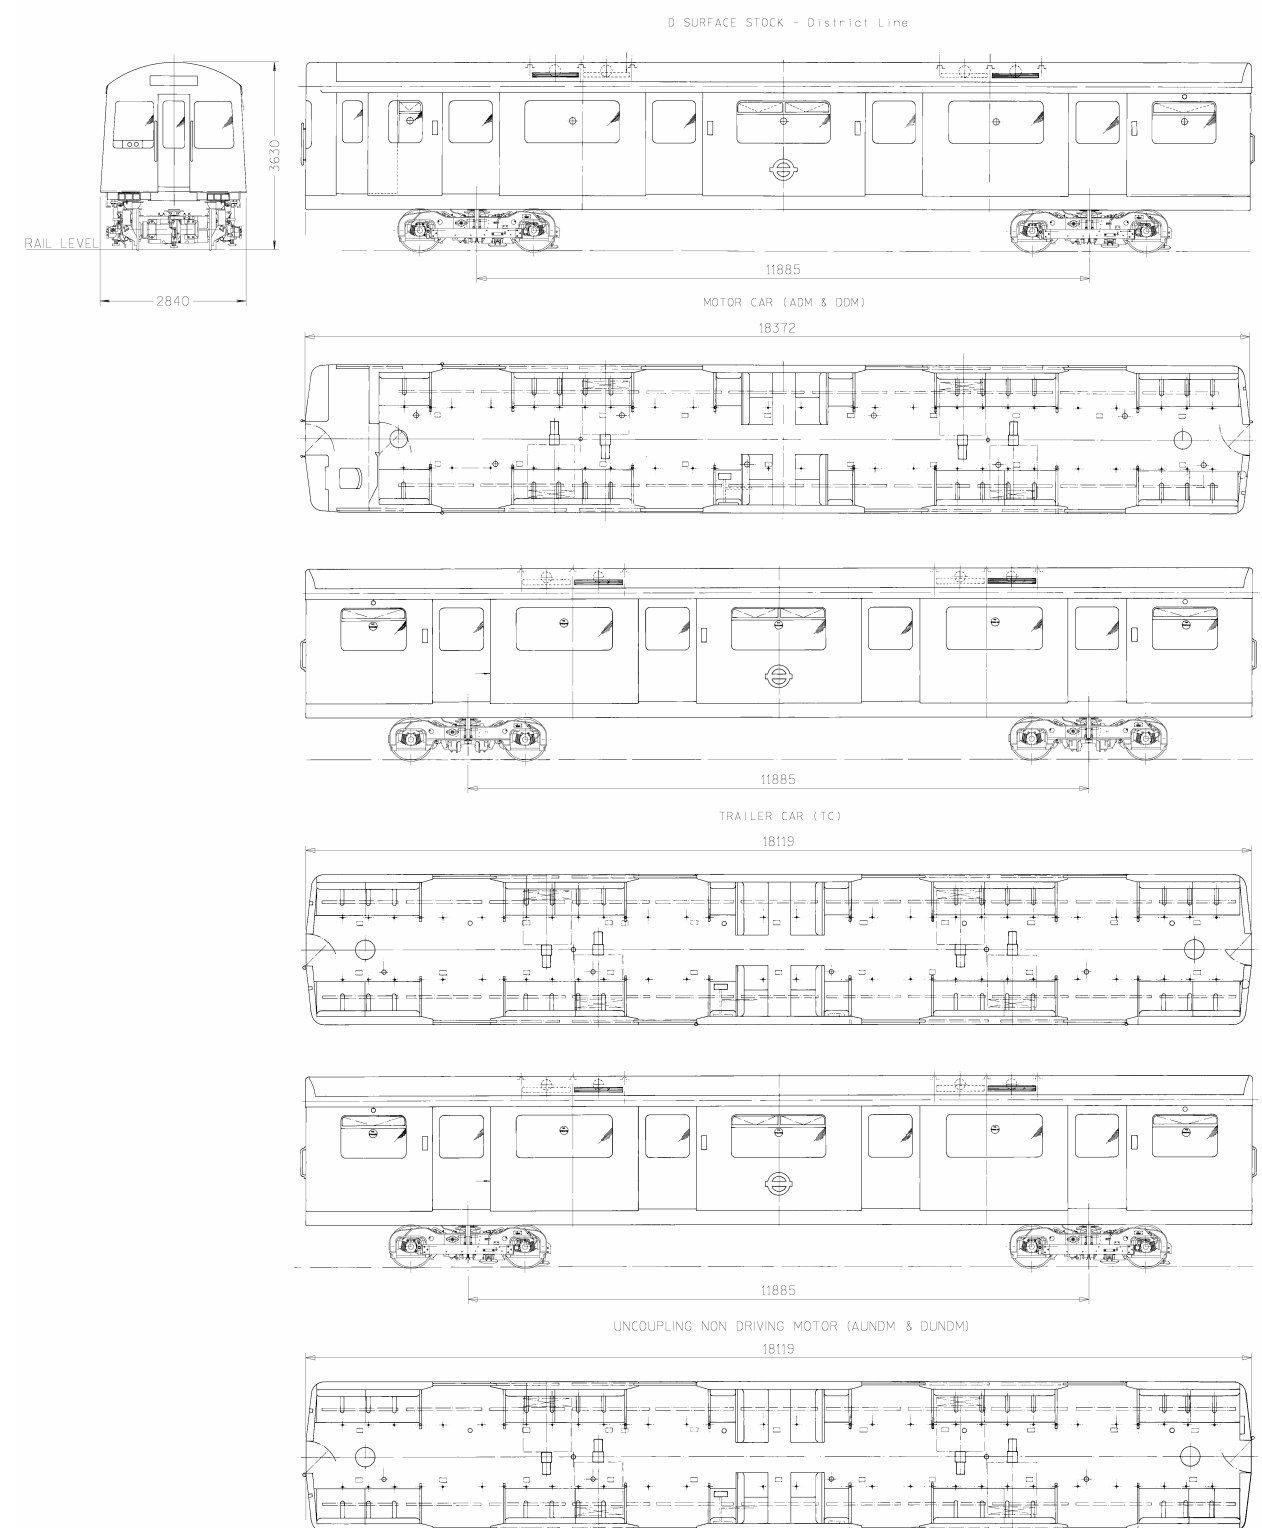 D SURFACE STOCK - District Line
3630
RAIL LEVEL
2840
11885
MOTOR CAR (ADM & DDM)
18372
11885
TRAILER CAR (TC)
18119
11885
UNCOUPLING NON DRIVING MOTOR (AUNDM & DUNDM)
18119